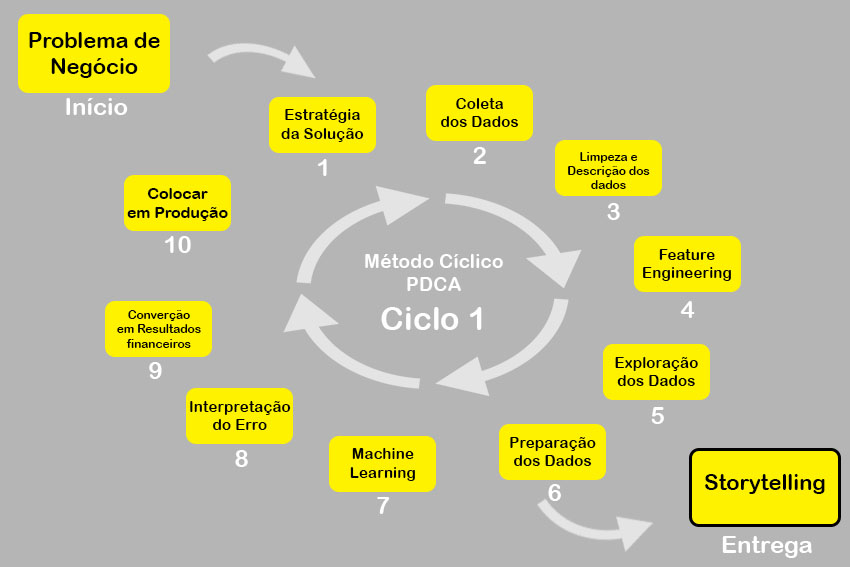 Problema de
Negócio
Início
Estratégia
da Solução
1
Coleta
dos Dados
2
Limpeza e
Descrição dos
dados
3
Feature
Engineering
4
Exploração
dos Dados
5
Preparação
dos Dados
6
Machine
Learning
7
Interpretação
do Erro
8
Converção
em Resultados
financeiros
9
Colocar
em Produção
10
Método Cíclico
PDCA
Ciclo 1
Storytelling
Entrega